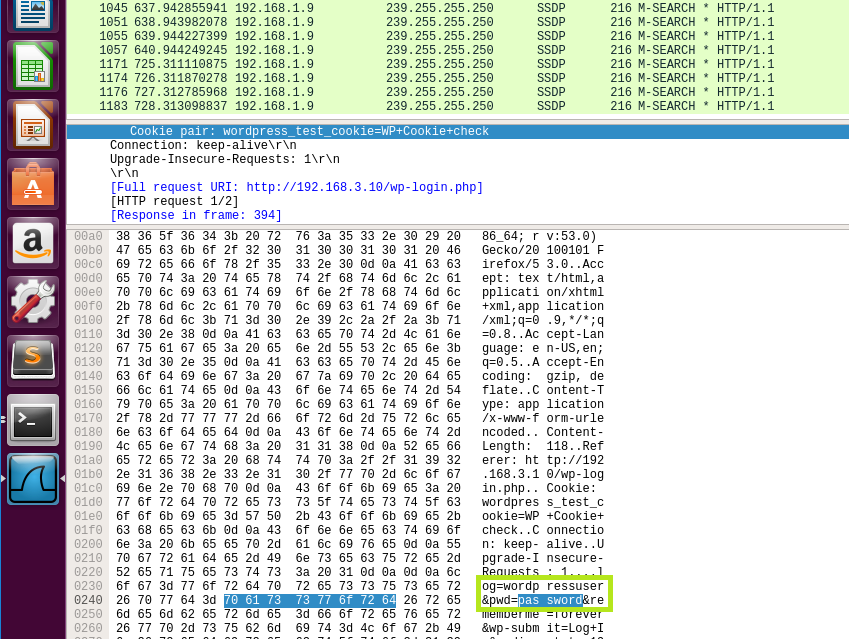 1045 637.942855941 192.168.1.9 239.255.255.250 SSDP 216 M-SEARCH * HTTP/1.1
1051 638.943982078 192.168.1.9 239.255.255.250 SSDP 216 M-SEARCH * HTTP/1.1
1055 639.944227399 192.168.1.9 239.255.255.250 SSDP 216 M-SEARCH * HTTP/1.1
1057 640.944249245 192.168.1.9 239.255.255.250 SSDP 216 M-SEARCH * HTTP/1.1
1171 725.311110875 192.168.1.9 239.255.255.250 SSDP 216 M-SEARCH * HTTP/1.1
1174 726.311870278 192.168.1.9 239.255.255.250 SSDP 216 M-SEARCH * HTTP/1.1
1176 727.312785968 192.168.1.9 239.255.255.250 SSDP 216 M-SEARCH * HTTP/1.1
1183 728.313098837 192.168.1.9 239.255.255.250 SSDP 216 M-SEARCH * HTTP/1.1
Cookie pair: wordpress_test_cookie=WP+Cookie+check
Connection: keep-alive\r\n
Upgrade-Insecure-Requests: 1\r\n
\r\n
[Full request URI: http://192.168.3.10/wp-login.php]
[HTTP request 1/2]
[Response in frame: 394]
00a0 38 36 5f 36 34 3b 20 72 76 3a 35 33 2e 30 29 20 86_64; r v:53.0)
00b0 47 65 63 6b 6f 2f 32 30 31 30 30 31 30 31 20 46 Gecko/20 100101 F
00c0 69 72 65 66 6f 78 2f 35 33 2e 30 0d 0a 41 63 63 irefox/5 3.0..Acc
00d0 65 70 74 3a 20 74 65 78 74 2f 68 74 6d 6c 2c 61 ept: tex t/html,a
00e0 70 70 6c 69 63 61 74 69 6f 6e 2f 78 68 74 6d 6c pplicati on/xhtml
00f0 2b 78 6d 6c 2c 61 70 70 6c 69 63 61 74 69 6f 6e +xml,app lication
0100 2f 78 6d 6c 3b 71 3d 30 2e 39 2c 2a 2f 2a 3b 71 /xml;q=0 .9,*/*;q
0110 3d 30 2e 38 0d 0a 41 63 63 65 70 74 2d 4c 61 6e =0.8..Ac cept-Lan
0120 67 75 61 67 65 3a 20 65 6e 2d 55 53 2c 65 6e 3b guage: e n-US,en;
0130 71 3d 30 2e 35 0d 0a 41 63 63 65 70 74 2d 45 6e q=0.5..A ccept-En
0140 63 6f 64 69 6e 67 3a 20 67 7a 69 70 2c 20 64 65 coding: gzip, de
0150 66 6c 61 74 65 0d 0a 43 6f 6e 74 65 6e 74 2d 54 flate..C ontent-T
0160 79 70 65 3a 20 61 70 70 6c 69 63 61 74 69 6f 6e ype: app lication
0170 2f 78 2d 77 77 77 2d 66 6f 72 6d 2d 75 72 6c 65 /x-www-f orm-urle
0180 6e 63 6f 64 65 64 0d 0a 43 6f 6e 74 65 6e 74 2d ncoded.. Content-
0190 4c 65 6e 67 74 68 3a 20 31 31 38 0d 0a 52 65 66 Length: 118..Ref
01a0 65 72 65 72 3a 20 68 74 74 70 3a 2f 2f 31 39 32 erer: ht tp://192
01b0 2e 31 36 38 2e 33 2e 31 30 2f 77 70 2d 6c 6f 67 .168.3.1 0/wp-log
01c0 69 6e 2e 70 68 70 0d 0a 43 6f 6f 6b 69 65 3a 20 in.php.. Cookie:
01d0 77 6f 72 64 70 72 65 73 73 5f 74 65 73 74 5f 63 wordpres s_test_c
01e0 6f 6f 6b 69 65 3d 57 50 2b 43 6f 6f 6b 69 65 2b ookie=WP +Cookie+
01f0 63 68 65 63 6b 0d 0a 43 6f 6e 6e 65 63 74 69 6f check..C onnectio
0200 6e 3a 20 6b 65 65 70 2d 61 6c 69 76 65 0d 0a 55 n: keep- alive..U
0210 70 67 72 61 64 65 2d 49 6e 73 65 63 75 72 65 2d pgrade-I nsecure-
0220 52 65 71 75 65 73 74 73 3a 20 31 0d 0a 0d 0a 6c Requests : 1....l
0230 6f 67 3d 77 6f 72 64 70 72 65 73 73 75 73 65 72 og=wordp ressuser
0240 26 70 77 64 3d 70 61 73 73 77 6f 72 64 26 72 65 &pwd=pas sword&re
0250 6d 65 6d 62 65 72 6d 65 3d 66 6f 72 65 76 65 72 memberme =forever
0260 26 77 70 2d 73 75 62 6d 69 74 3d 4c 6f 67 2b 49 &wp-subm it=Log+I